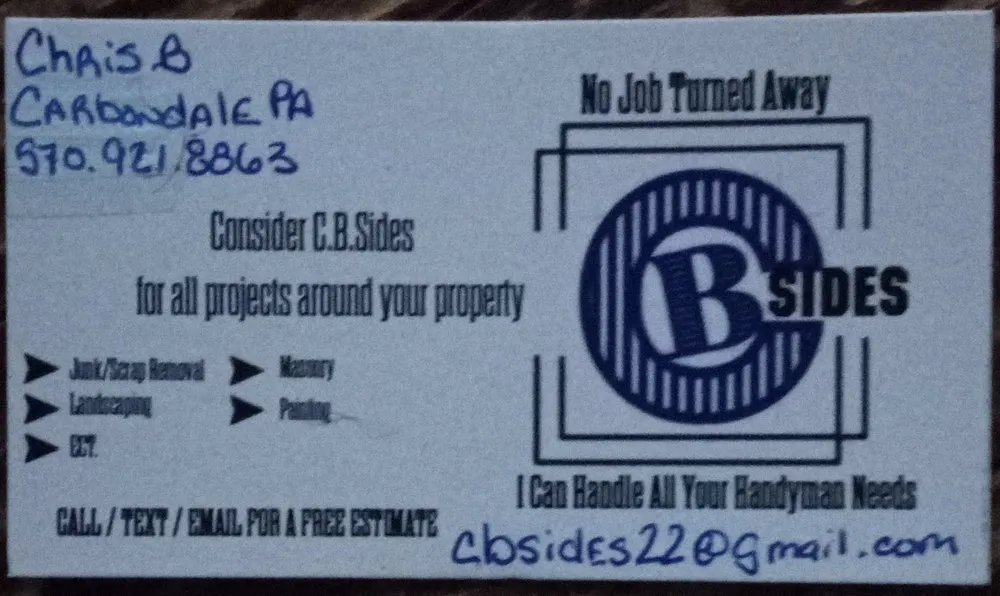 Chris B
Carbondale PA
570.921.8863
No Job Turned Away
Consider C.B.Sides
for all projects around your property
CB SIDES
Junk/Scrap Removal
Masonry
Landscaping
Painting
ECT.
I Can Handle All Your Handyman Needs
CALL / TEXT / EMAIL FOR A FREE ESTIMATE
cbsides22@gmail.com